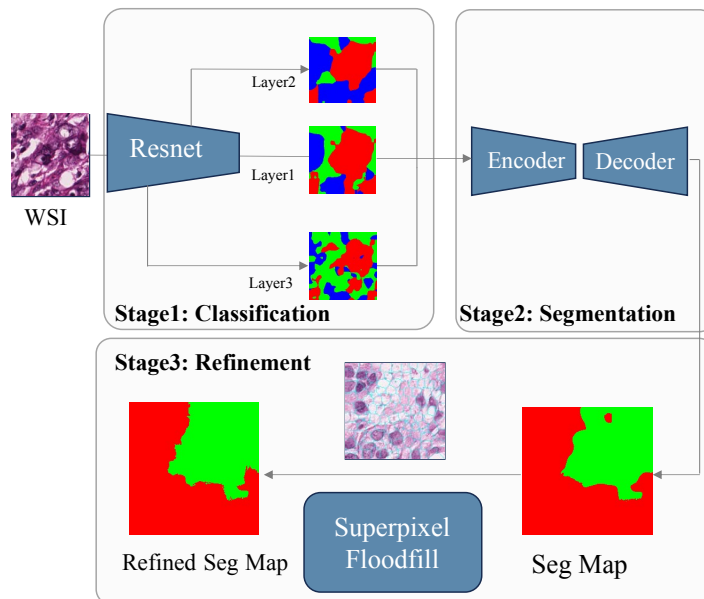 Layer2
Resnet
Layer1
WSI
Layer3
Stage1: Classification
Encoder
Decoder
Stage2: Segmentation
Stage3: Refinement
Superpixel
Floodfill
Refined Seg Map
Seg Map